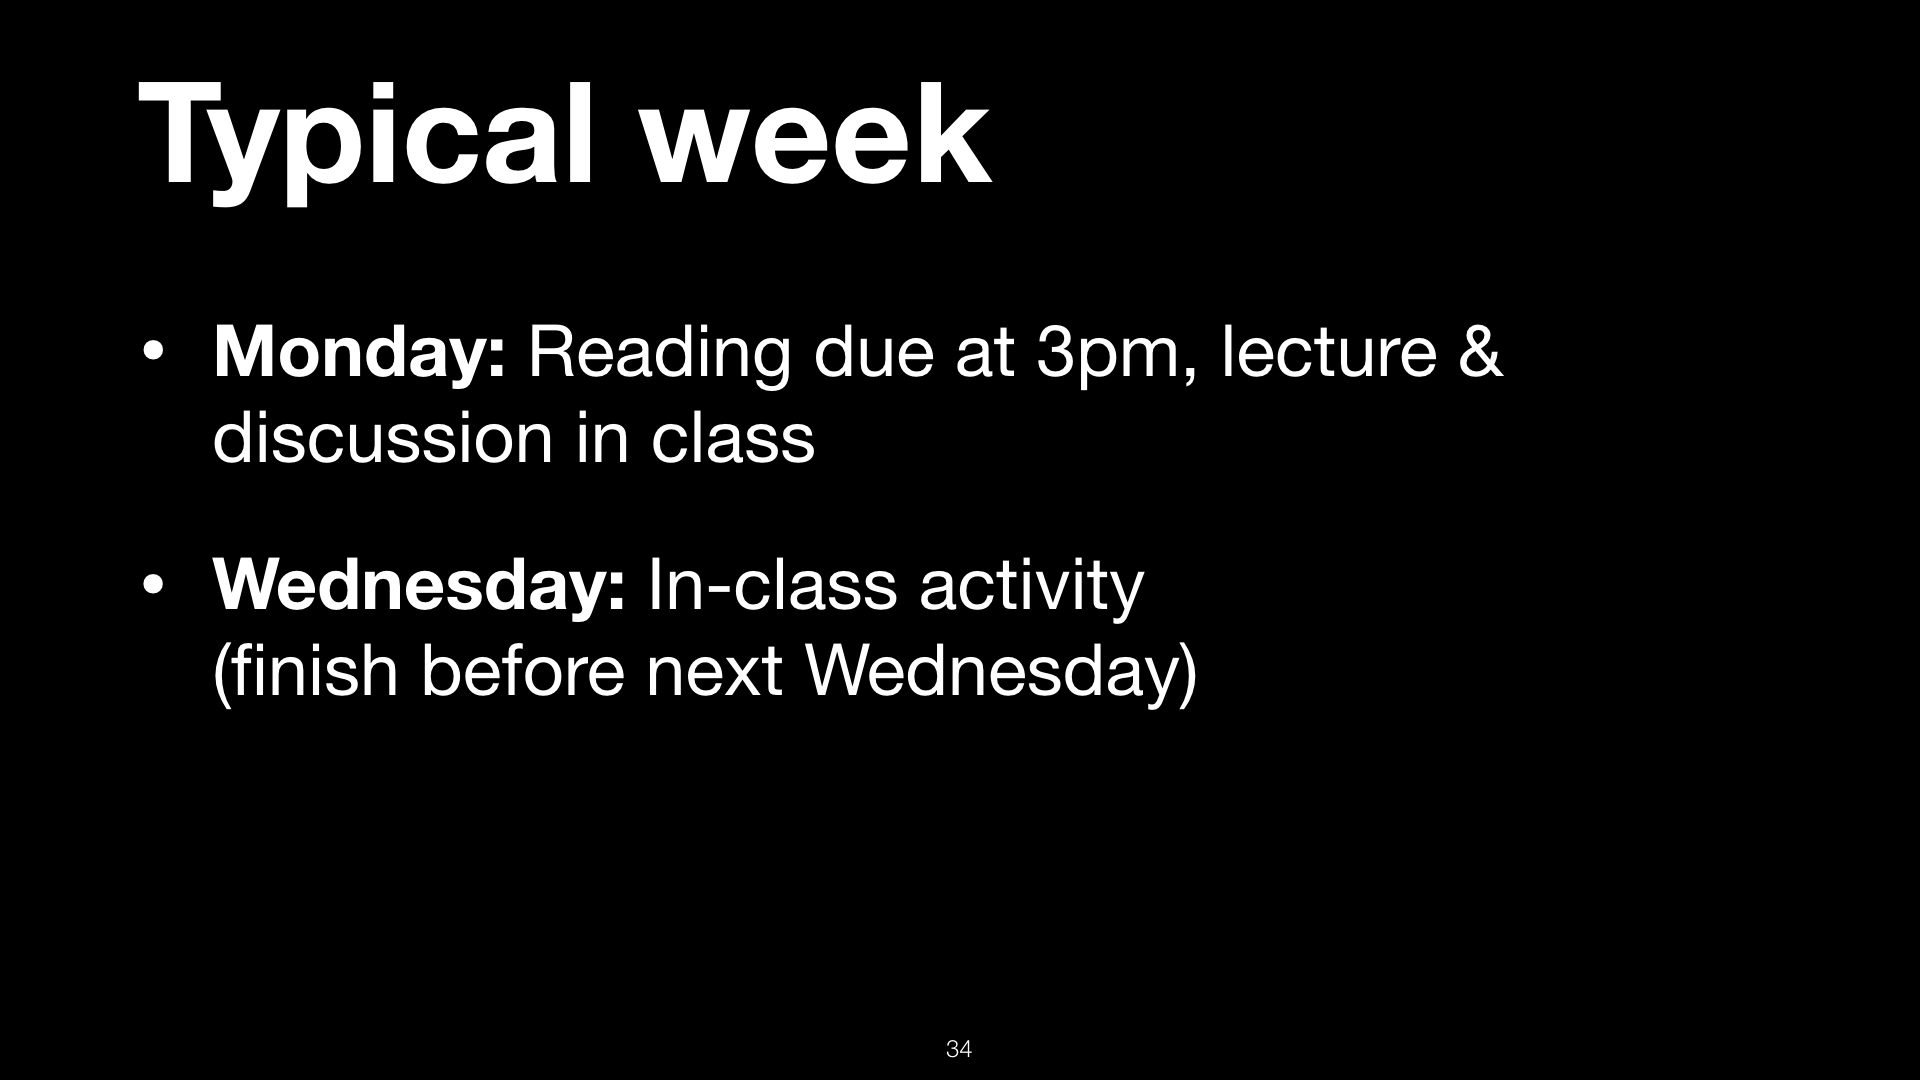 Typical week
• Monday: Reading due at 3pm, lecture &
discussion in class
• Wednesday: In-class activity
(finish before next Wednesday)
34